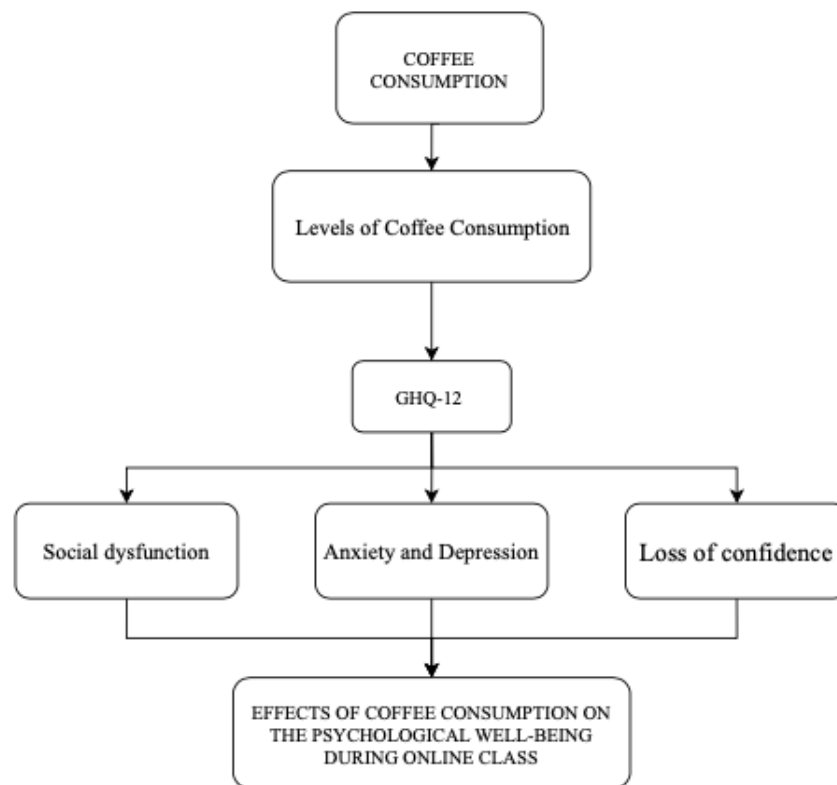 COFFEE
CONSUMPTION
Levels of Coffee Consumption
GHQ-12
Social dysfunction
Anxiety and Depression
Loss of confidence
EFFECTS OF COFFEE CONSUMPTION ON
THE PSYCHOLOGICAL WELL-BEING
DURING ONLINE CLASS